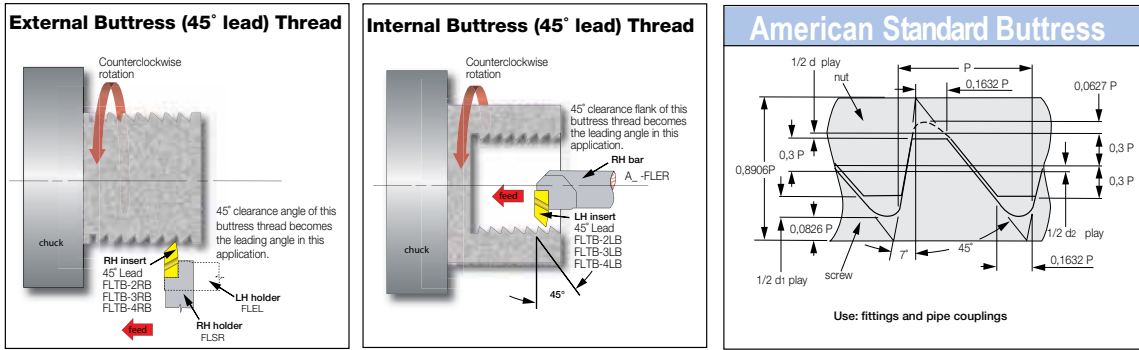 External Buttress (45° lead) Thread
Counterclockwise
rotation
chuck
45° clearance angle of this
buttress thread becomes
the leading angle in this
application.
RH insert
45° Lead
FLTB-2RB
FLTB-3RB
FLTB-4RB
LH holder
FLEL
RH holder
FLSR
feed
Internal Buttress (45° lead) Thread
Counterclockwise
rotation
45° clearance flank of this
buttress thread becomes
the leading angle in this
application.
RH bar
A_ -FLER
feed
LH insert
45° Lead
FLTB-2LB
FLTB-3LB
FLTB-4LB
chuck
45°
American Standard Buttress
1/2 d play
nut
P
0,1632 P
0,0627 P
0,3 P
0,3 P
0,8906P
0,3 P
0,0826 P
7°
45°
1/2 d2 play
0,1632 P
1/2 d1 play
screw
Use: fittings and pipe couplings